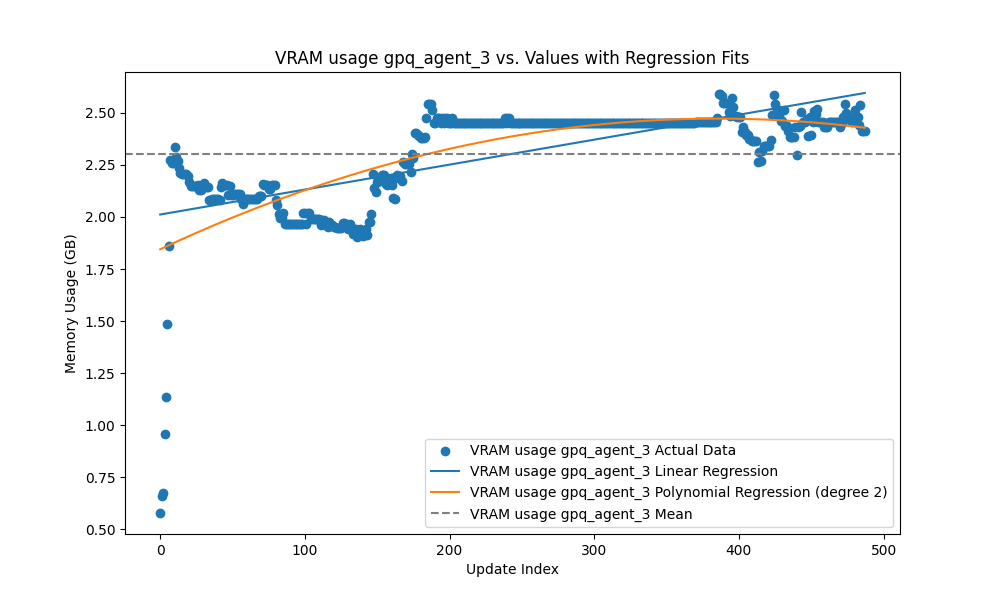 VRAM usage gpq_agent_3 vs. Values with Regression Fits
Memory Usage (GB)
2.50
2.25
2.00
1.75
1.50
1.25
1.00
0.75
0.50
VRAM usage gpq_agent_3 Actual Data
VRAM usage gpq_agent_3 Linear Regression
VRAM usage gpq_agent_3 Polynomial Regression (degree 2)
VRAM usage gpq_agent_3 Mean
0 100 200 300 400 500
Update Index